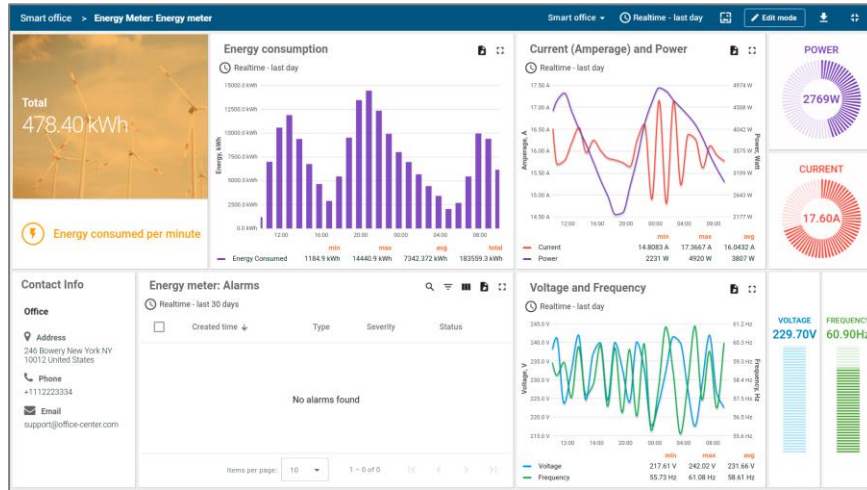 Smart office > Energy Meter: Energy meter
Smart office Realtime - last day Edit mode
Total
478.40 kWh
Energy consumed per minute
Energy consumption
Realtime - last day
15000.0 kWh
12500.0 kWh
10000.0 kWh
7500.0 kWh
5000.0 kWh
2500.0 kWh
0.0 kWh
Energy, kWh
12:00 16:00 20:00 00:00 04:00 08:00
min max avg total
Energy Consumed 1184.9 kWh 14440.9 kWh 7342.372 kWh 183559.3 kWh
Current (Amperage) and Power
Realtime - last day
17.50 A
17.00 A
16.50 A
16.00 A
15.50 A
15.00 A
14.50 A
Amperage, A
4974 W
4508 W
4042 W
3575 W
3109 W
2643 W
2177 W
Power, Watt
12:00 16:00 20:00 00:00 04:00 08:00
min max avg
Current 14.8083 A 17.3667 A 16.0432 A
Power 2231 W 4920 W 3807 W
POWER
2769W
CURRENT
17.60A
Contact Info
Office
Address
246 Bowery New York NY
10012 United States
Phone
+1112223334
Email
support@office-center.com
Energy meter: Alarms
Realtime - last 30 days
Created time Type Severity Status
No alarms found
Items per page: 10 1 – 0 of 0
Voltage and Frequency
Realtime - last day
245.0 V
240.0 V
235.0 V
230.0 V
225.0 V
220.0 V
215.0 V
Voltage, V
61.2 Hz
60.3 Hz
59.3 Hz
58.4 Hz
57.5 Hz
56.5 Hz
55.6 Hz
Frequency, Hz
12:00 16:00 20:00 00:00 04:00 08:00
min max avg
Voltage 217.61 V 242.02 V 231.66 V
Frequency 55.73 Hz 61.08 Hz 58.61 Hz
VOLTAGE
229.70V
FREQUENCY
60.90Hz